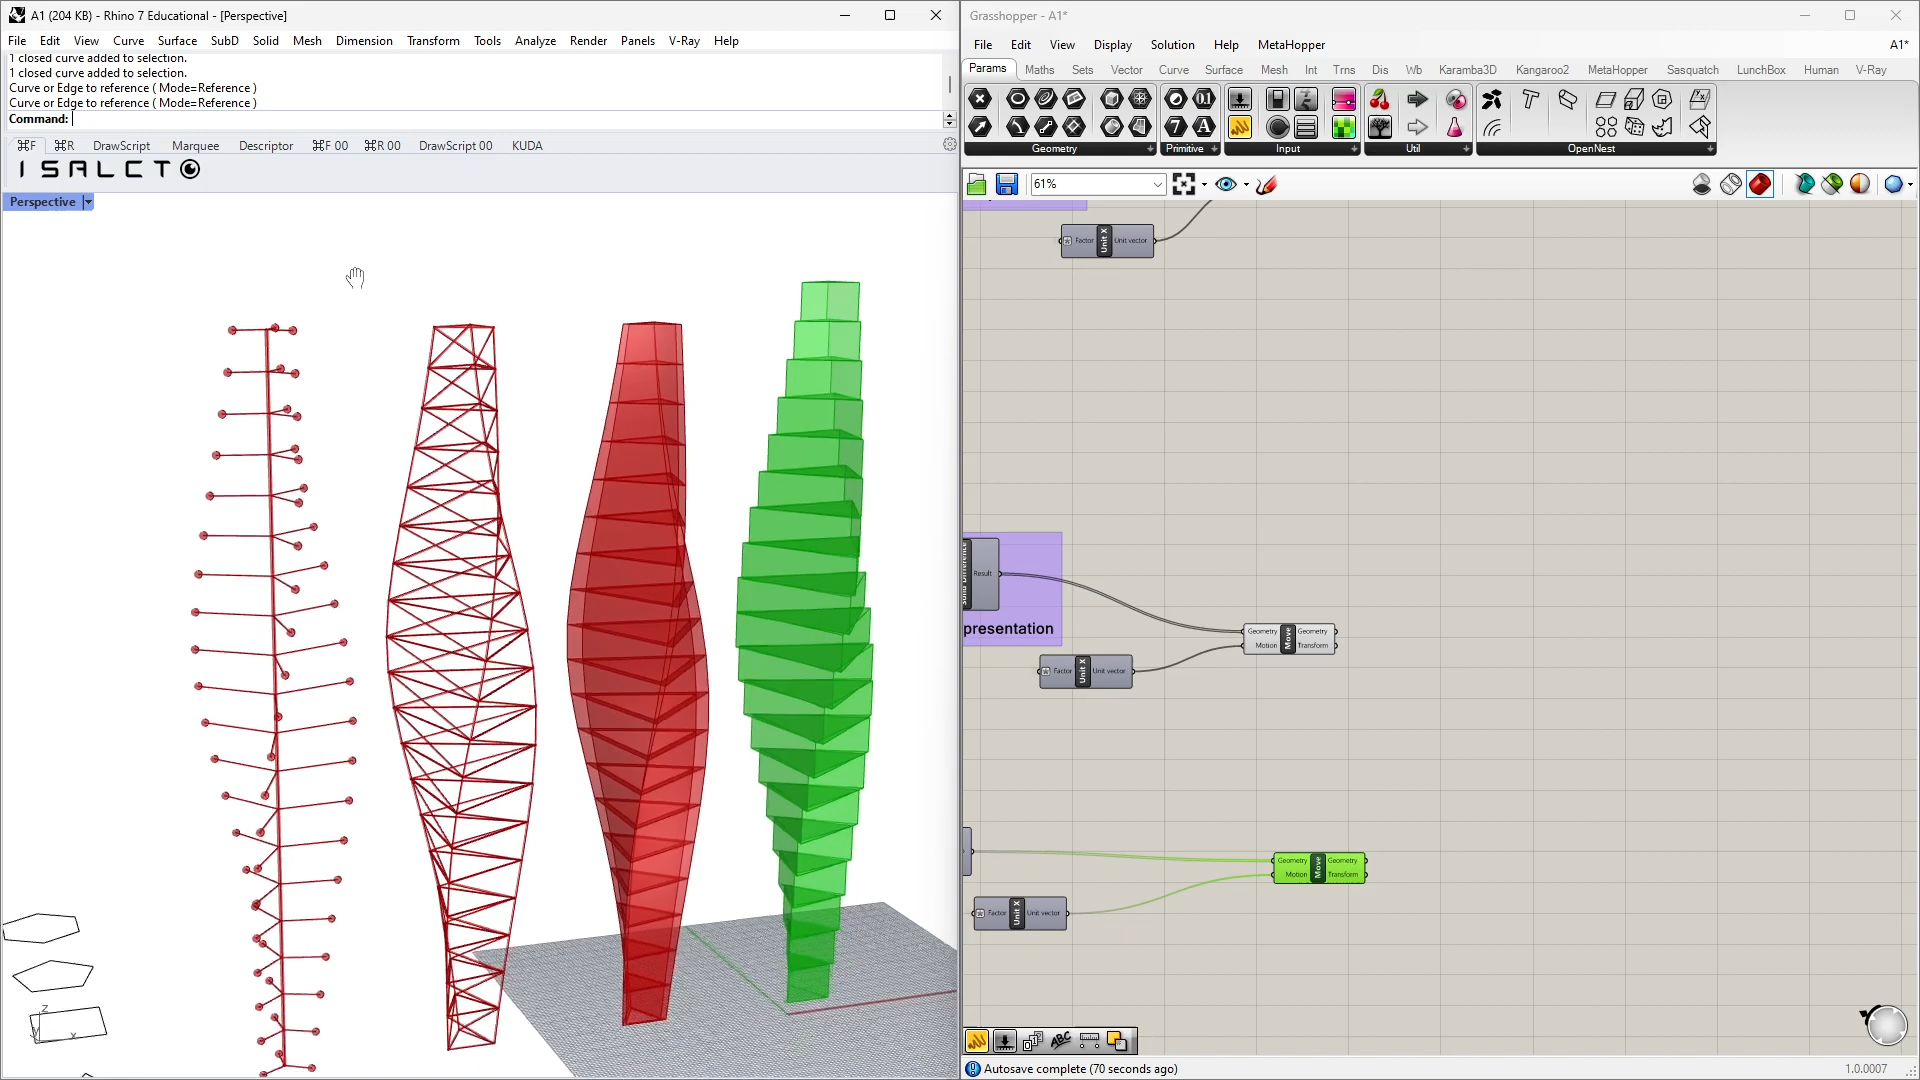 A1 (204 KB) - Rhino 7 Educational - [Perspective]
File Edit View Curve Surface SubD Solid Mesh Dimension Transform Tools Analyze Render Panels V-Ray Help
1 closed curve added to selection.
1 closed curve added to selection.
Curve or Edge to reference ( Mode=Reference )
Curve or Edge to reference ( Mode=Reference )
Command:
⌘F ⌘R DrawScript Marquee Descriptor ⌘F 00 ⌘R 00 DrawScript 00 KUDA
I S A L C T
Perspective
z
y x
Grasshopper - A1*
File Edit View Display Solution Help MetaHopper A1*
Params Maths Sets Vector Curve Surface Mesh Int Trns Dis Wb Karamba3D Kangaroo2 MetaHopper Sasquatch LunchBox Human V-Ray
Geometry Primitive Input Util OpenNest
61%
Factor Unit X Unit vector
Result
presentation
Geometry Move Geometry
Motion Transform
Factor Unit X Unit vector
Geometry Move Geometry
Motion Transform
Factor Unit X Unit vector
ABC
Autosave complete (70 seconds ago) 1.0.0007